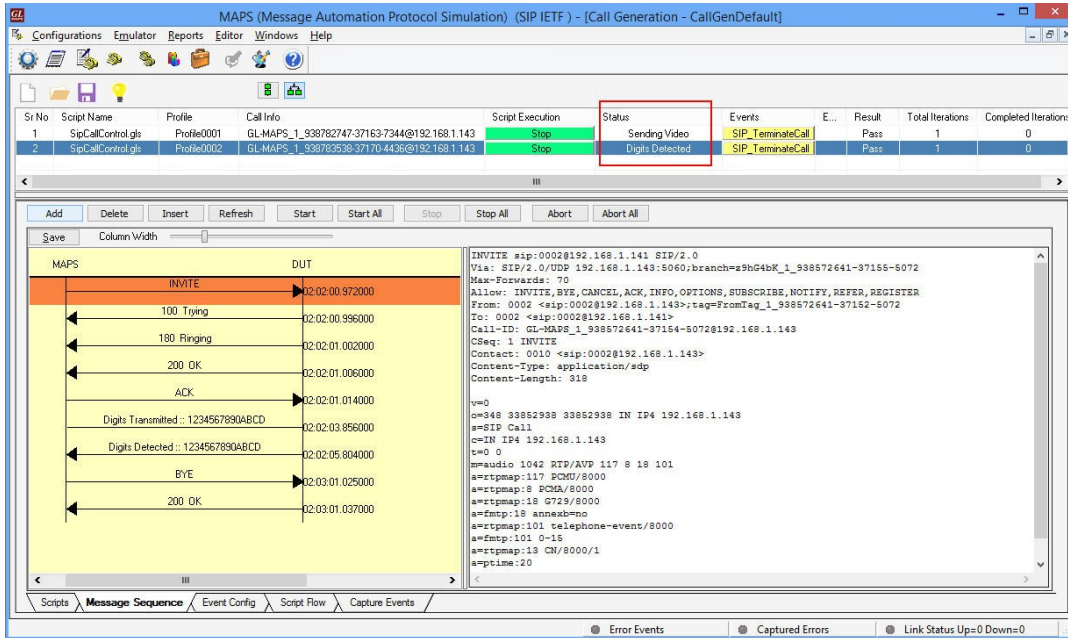 GL
MAPS (Message Automation Protocol Simulation) (SIP IETF ) - [Call Generation - CallGenDefault]
Configurations Emulator Reports Editor Windows Help
Sr No Script Name Profile Call Info Script Execution Status Events E... Result Total Iterations Completed Iterations
1 SipCallControl.gls Profile0001 GL-MAPS_1_938782747-37163-7344@192.168.1.143 Stop Sending Video SIP_TerminateCall Pass 1 0
2 SipCallControl.gls Profile0002 GL-MAPS_1_938783538-37170-4436@192.168.1.143 Stop Digits Detected SIP_TerminateCall Pass 1 0
Add Delete Insert Refresh Start Start All Stop Stop All Abort Abort All
Save Column Width
MAPS DUT
INVITE
02:02:00.972000
100 Trying
02:02:00.996000
180 Ringing
02:02:01.002000
200 OK
02:02:01.006000
ACK
02:02:01.014000
Digits Transmitted :: 1234567890ABCD
02:02:03.856000
Digits Detected :: 1234567890ABCD
02:02:05.804000
BYE
02:03:01.025000
200 OK
02:03:01.037000
INVITE sip:0002@192.168.1.141 SIP/2.0
Via: SIP/2.0/UDP 192.168.1.143:5060;branch=z9hG4bK_1_938572641-37155-5072
Max-Forwards: 70
Allow: INVITE,BYE,CANCEL,ACK,INFO,OPTIONS,SUBSCRIBE,NOTIFY,REFER,REGISTER
From: 0002 <sip:0002@192.168.1.143>;tag=FromTag_1_938572641-37152-5072
To: 0002 <sip:0002@192.168.1.141>
Call-ID: GL-MAPS_1_938572641-37154-5072@192.168.1.143
CSeq: 1 INVITE
Contact: 0010 <sip:0002@192.168.1.143>
Content-Type: application/sdp
Content-Length: 318
v=0
o=348 33852938 33852938 IN IP4 192.168.1.143
s=SIP Call
c=IN IP4 192.168.1.143
t=0 0
m=audio 1042 RTP/AVP 117 8 18 101
a=rtpmap:117 PCMU/8000
a=rtpmap:8 PCMA/8000
a=rtpmap:18 G729/8000
a=fmtp:18 annexb=no
a=rtpmap:101 telephone-event/8000
a=fmtp:101 0-15
a=rtpmap:13 CN/8000/1
a=ptime:20
Scripts Message Sequence Event Config Script Flow Capture Events
Error Events Captured Errors Link Status Up=0 Down=0